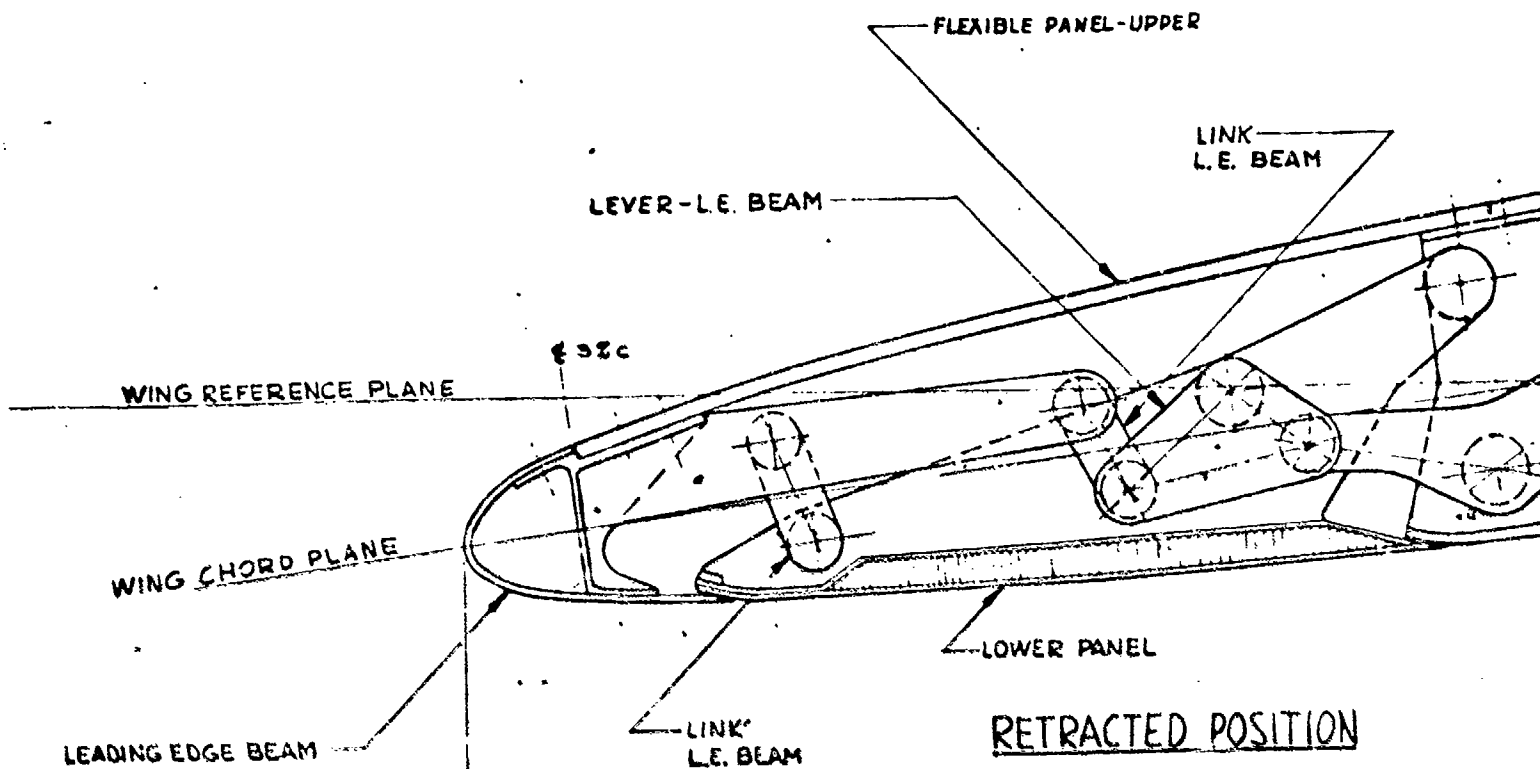 FLEXIBLE PANEL-UPPER
LINK
L.E. BEAM
LEVER-L.E. BEAM
WING REFERENCE PLANE
WING CHORD PLANE
LOWER PANEL
LEADING EDGE BEAM
LINK
L.E. BEAM
RETRACTED POSITION